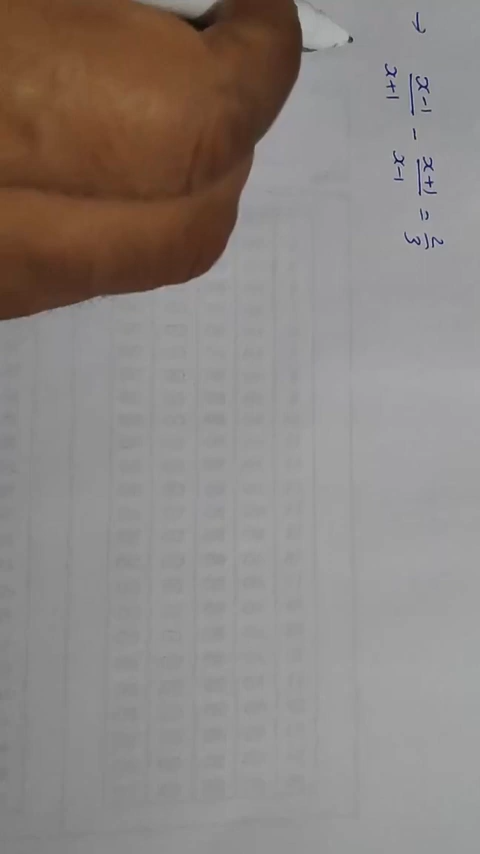 → x-1/x+1 - x+1/x-1 = 2/3